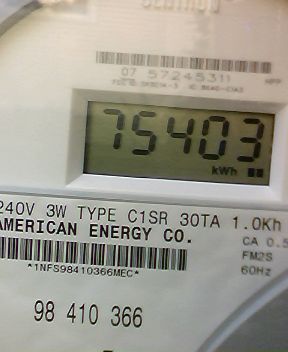 07 57245311
75403
kWh
240V 3W TYPE C1SR 30TA 1.0Kh
AMERICAN ENERGY CO.
CA 0.5
FM2S
60Hz
*1NFS98410366MEC*
98 410 366